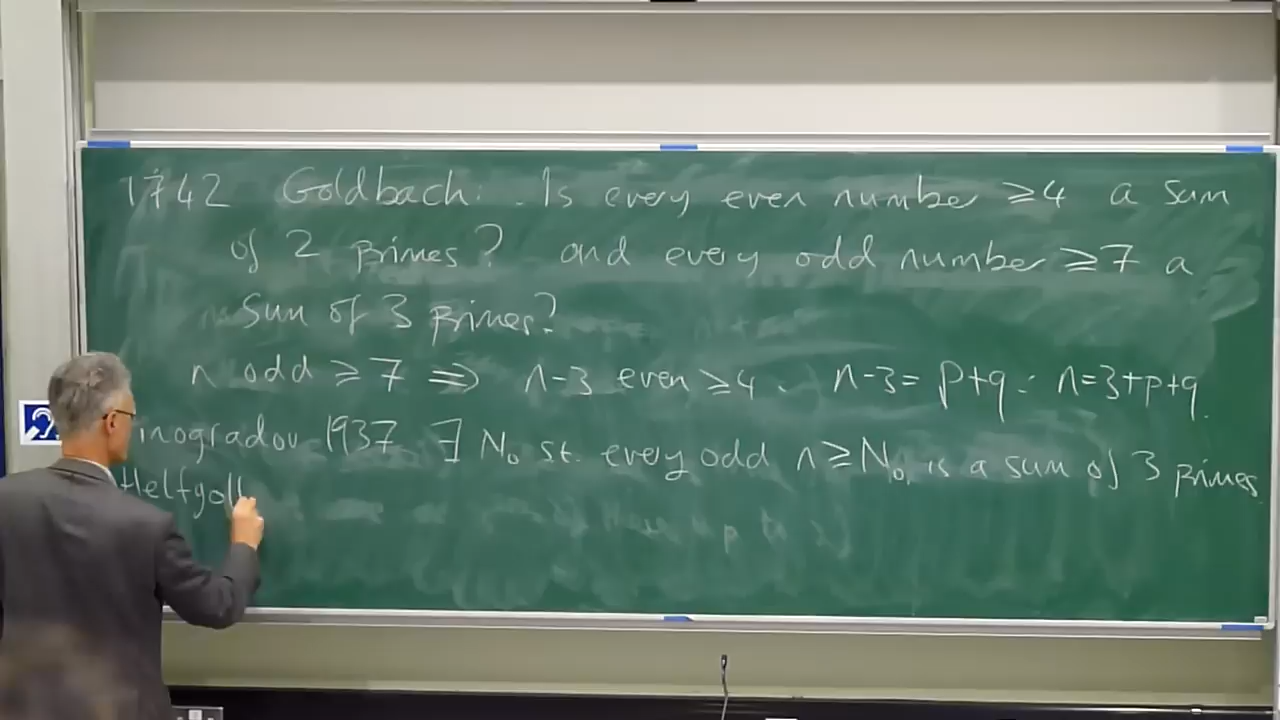 1742 Goldbach: Is every even number ≥4 a sum
of 2 primes? and every odd number ≥7 a
sum of 3 primes?
n odd ≥7 ⇒ n-3 even ≥4. n-3 = p+q ∴ n=3+p+q.
inogradov 1937 ∃ N₀ st. every odd n≥N₀ is a sum of 3 primes
Helfgott